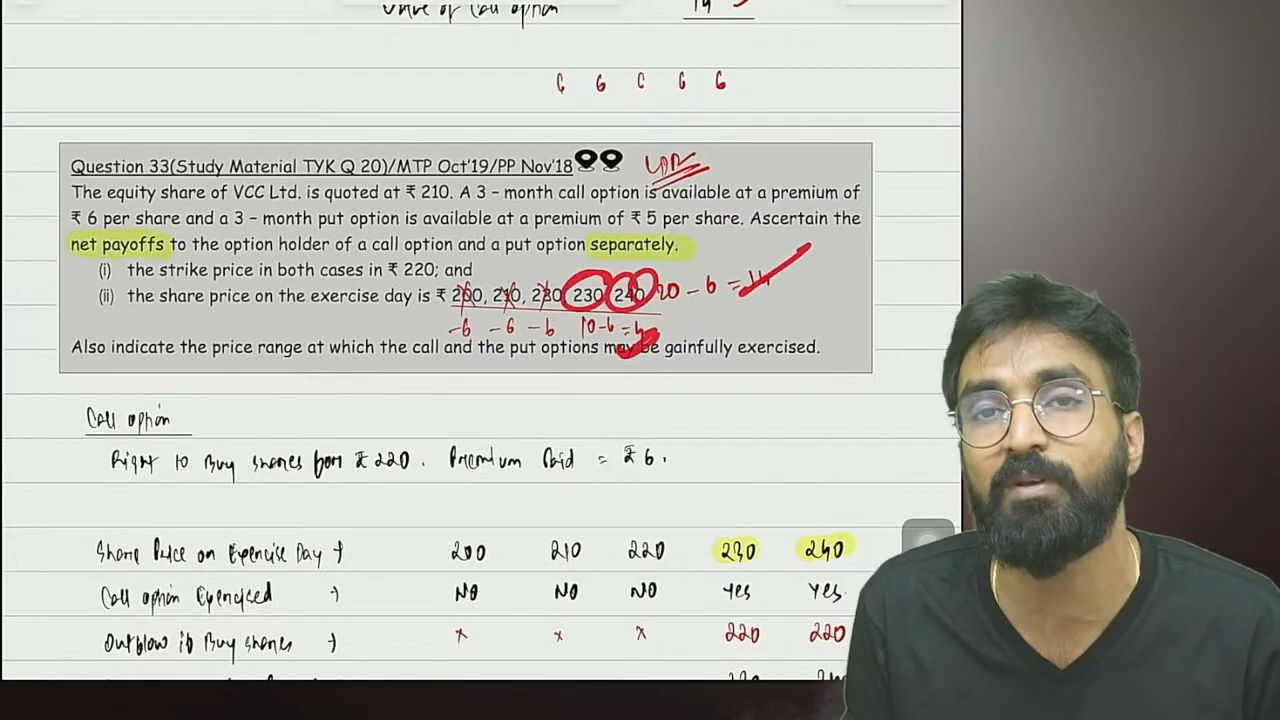 Value of Call option 14
6 6 6 6 6
Question 33(Study Material TYK Q 20)/MTP Oct'19/PP Nov'18
The equity share of VCC Ltd. is quoted at ₹ 210. A 3 – month call option is available at a premium of
₹ 6 per share and a 3 – month put option is available at a premium of ₹ 5 per share. Ascertain the
net payoffs to the option holder of a call option and a put option separately.
(i) the strike price in both cases in ₹ 220; and
(ii) the share price on the exercise day is ₹ 200, 210, 220, 230, 240 20 - 6 = 14
-6 -6 -6 10-6=4
Also indicate the price range at which the call and the put options may be gainfully exercised.
Call option
Right to Buy shares for ₹ 220. Premium Paid = ₹ 6.
Share Price on Exercise Day → 200 210 220 230 240
Call option Exercised → NO NO NO Yes Yes.
Outflow to Buy shares → x x x 220 220